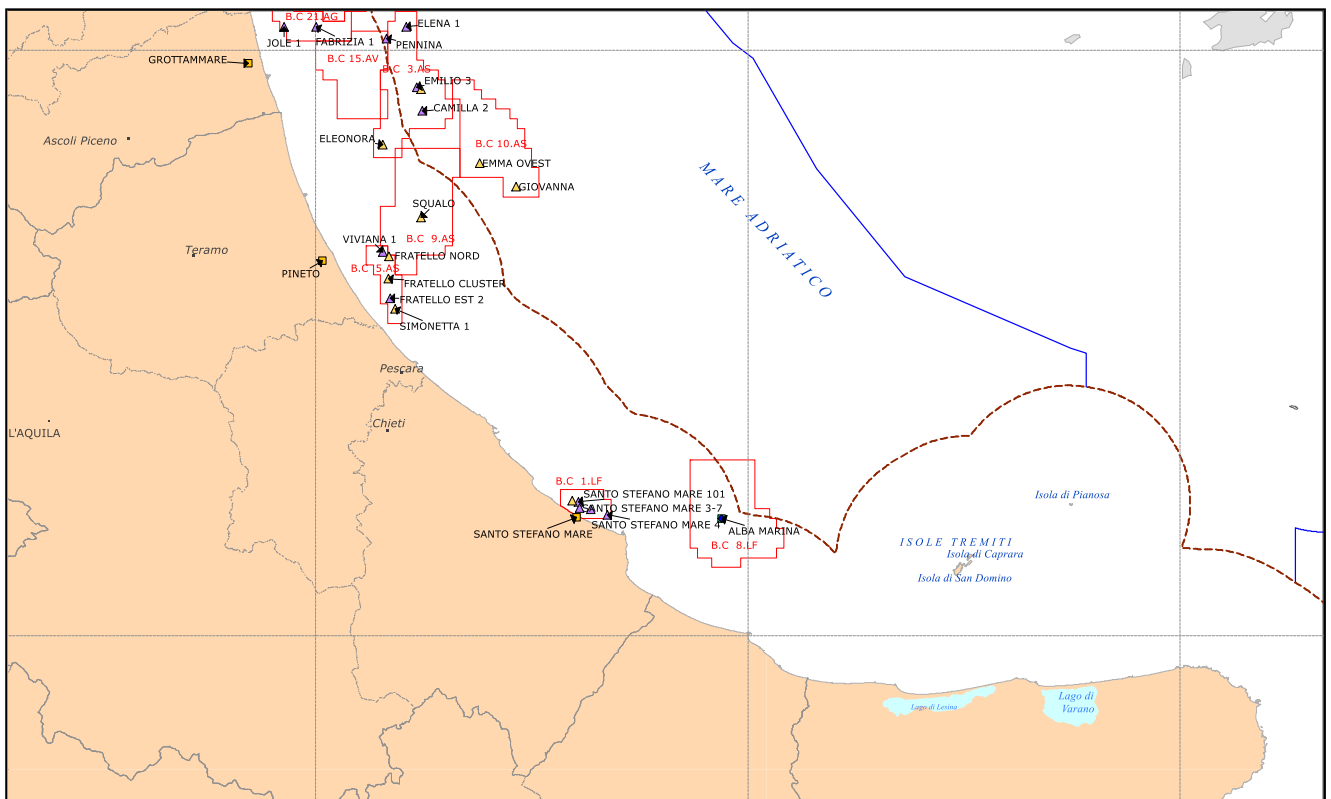 B.C 21.AG
ELENA 1
JOLE 1
FABRIZIA 1
PENNINA
GROTTAMMARE
B.C 15.AV
B.C 3.AS
EMILIO 3
CAMILLA 2
Ascoli Piceno
ELEONORA
B.C 10.AS
EMMA OVEST
GIOVANNA
MARE ADRIATICO
SQUALO
VIVIANA 1
B.C 9.AS
Teramo
FRATELLO NORD
PINETO
B.C 15.AS
FRATELLO CLUSTER
FRATELLO EST 2
SIMONETTA 1
Pescara
Chieti
L'AQUILA
B.C 1.LF
SANTO STEFANO MARE 101
SANTO STEFANO MARE 3-7
SANTO STEFANO MARE 4
SANTO STEFANO MARE
ALBA MARINA
B.C 8.LF
Isola di Pianosa
ISOLE TREMITI
Isola di Caprara
Isola di San Domino
Lago di Lesina
Lago di
Varano